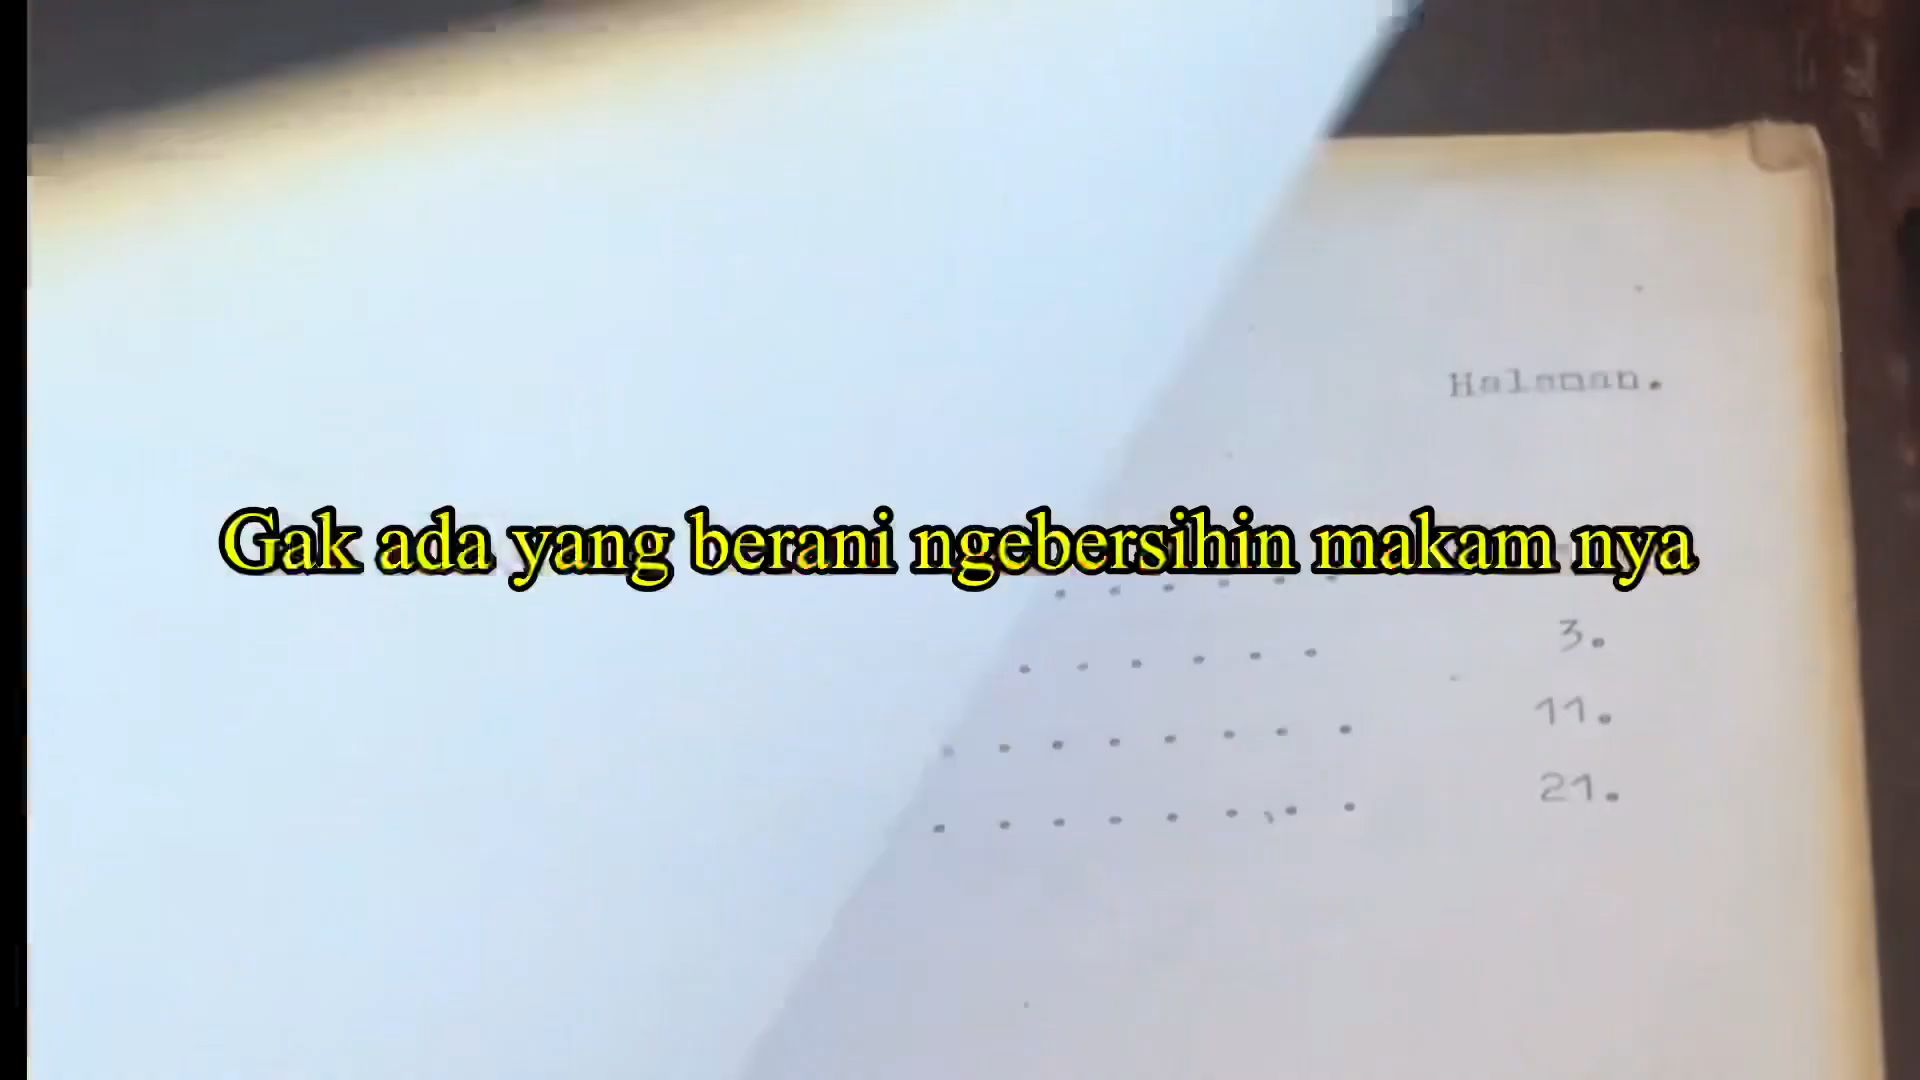 Halaman.
Gak ada yang berani ngebersihin makam nya
. . . . . .
. . . . . . 3.
. . . . . . . . 11.
. . . . . . . . 21.